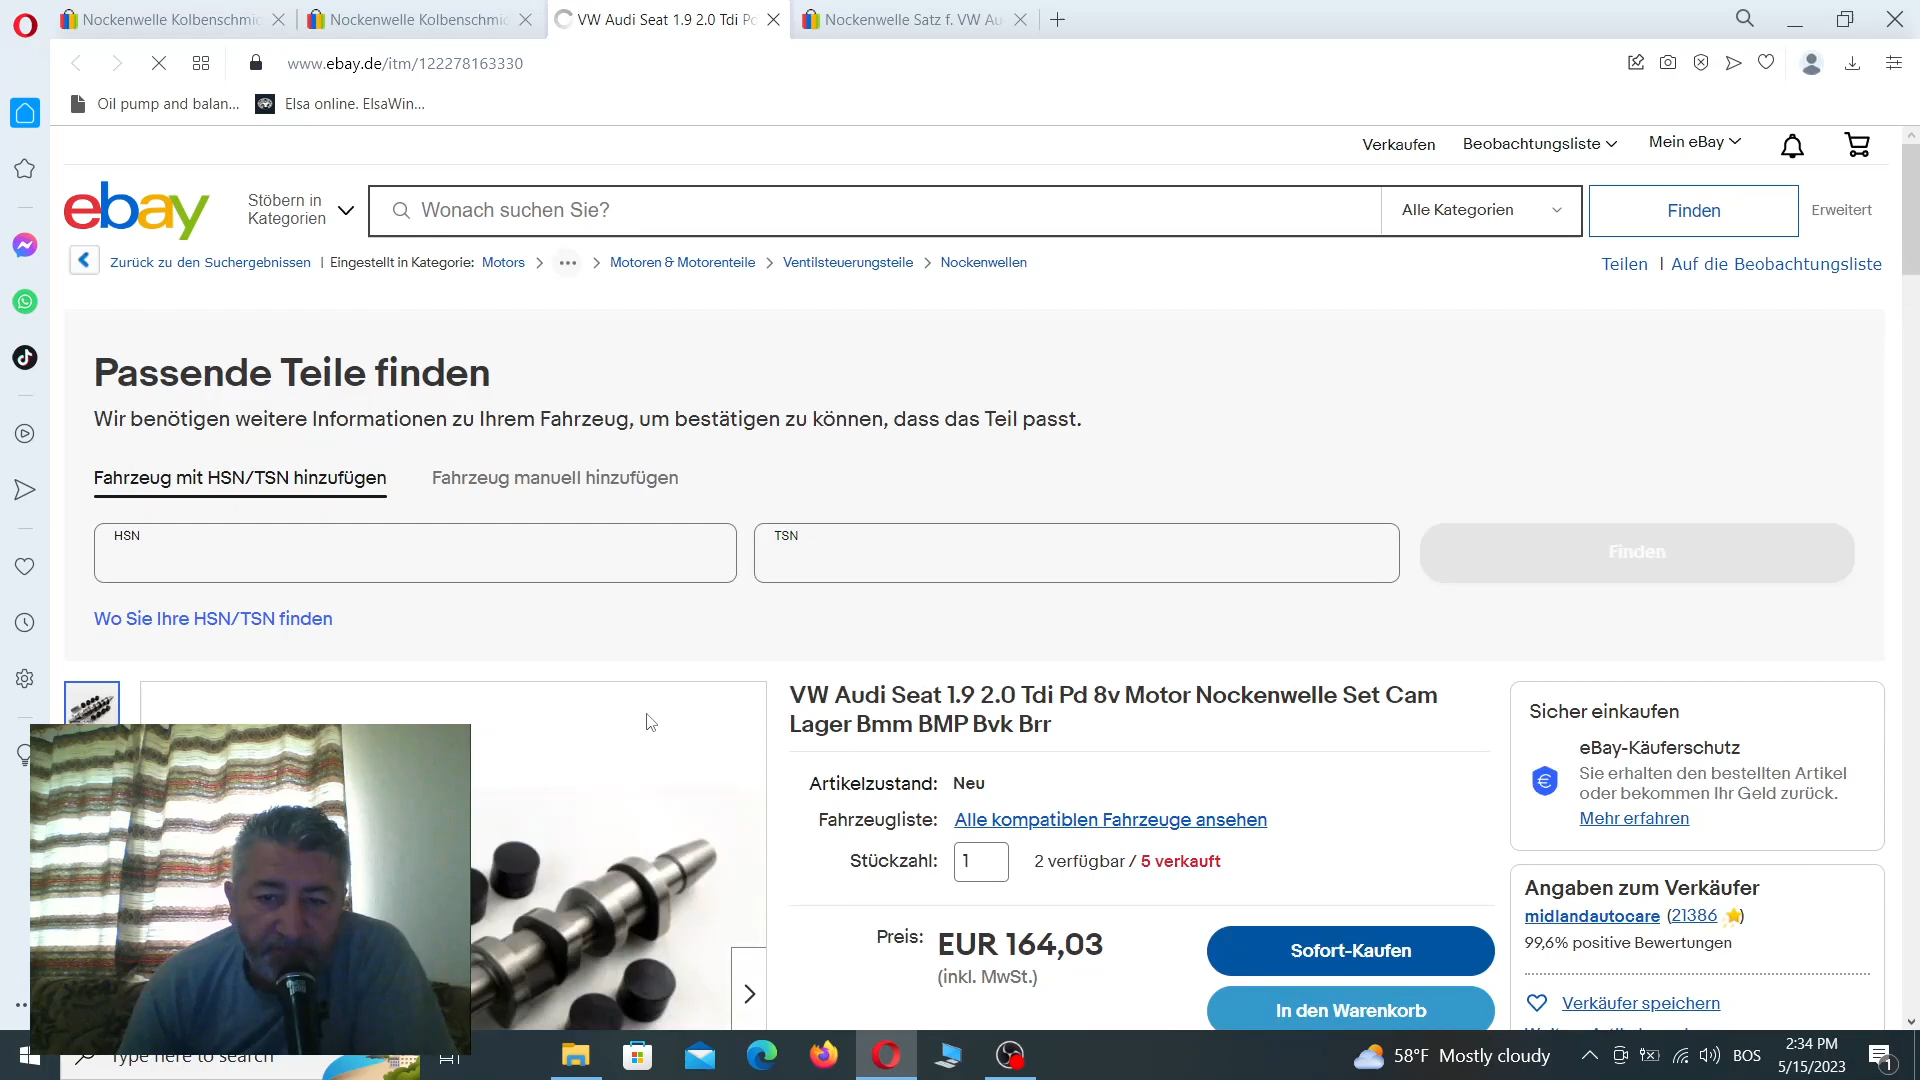 Nockenwelle Kolbenschmi
Nockenwelle Kolbenschmi
VW Audi Seat 1.9 2.0 Tdi Pd
Nockenwelle Satz f. VW Au
www.ebay.de/itm/122278163330
Oil pump and balan...
Elsa online. ElsaWin...
Verkaufen
Beobachtungsliste
Mein eBay
ebay
Stöbern in
Kategorien
Wonach suchen Sie?
Alle Kategorien
Finden
Erweitert
Zurück zu den Suchergebnissen | Eingestellt in Kategorie: Motors > ... > Motoren & Motorenteile > Ventilsteuerungsteile > Nockenwellen
Teilen | Auf die Beobachtungsliste
Passende Teile finden
Wir benötigen weitere Informationen zu Ihrem Fahrzeug, um bestätigen zu können, dass das Teil passt.
Fahrzeug mit HSN/TSN hinzufügen
Fahrzeug manuell hinzufügen
HSN
TSN
Finden
Wo Sie Ihre HSN/TSN finden
VW Audi Seat 1.9 2.0 Tdi Pd 8v Motor Nockenwelle Set Cam
Lager Bmm BMP Bvk Brr
Artikelzustand: Neu
Fahrzeugliste: Alle kompatiblen Fahrzeuge ansehen
Stückzahl: 1 2 verfügbar / 5 verkauft
Preis: EUR 164,03
(inkl. MwSt.)
Sofort-Kaufen
In den Warenkorb
Sicher einkaufen
eBay-Käuferschutz
Sie erhalten den bestellten Artikel
oder bekommen Ihr Geld zurück.
Mehr erfahren
Angaben zum Verkäufer
midlandautocare (21386)
99,6% positive Bewertungen
Verkäufer speichern
Type here to search
58°F Mostly cloudy
BOS
2:34 PM
5/15/2023
1